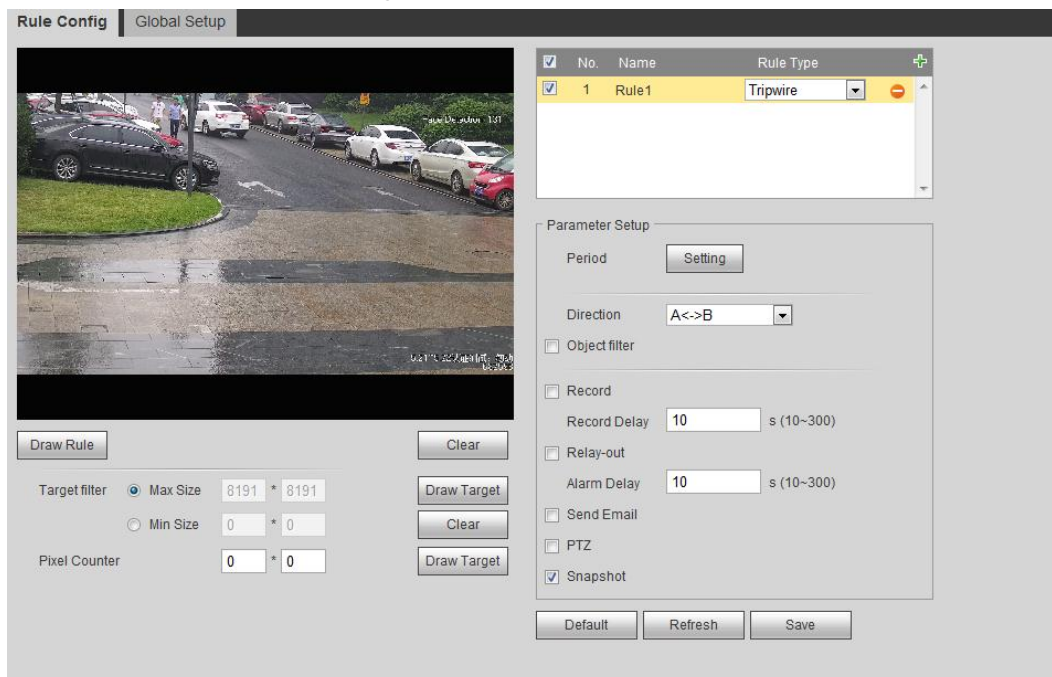 Rule Config Global Setup
No. Name Rule Type
1 Rule1 Tripwire
Parameter Setup
Period Setting
Direction A<->B
Object filter
Record
Record Delay 10 s (10~300)
Relay-out
Alarm Delay 10 s (10~300)
Send Email
PTZ
Snapshot
Default Refresh Save
Draw Rule Clear
Target filter Max Size 8191 * 8191 Draw Target
Min Size 0 * 0 Clear
Pixel Counter 0 * 0 Draw Target